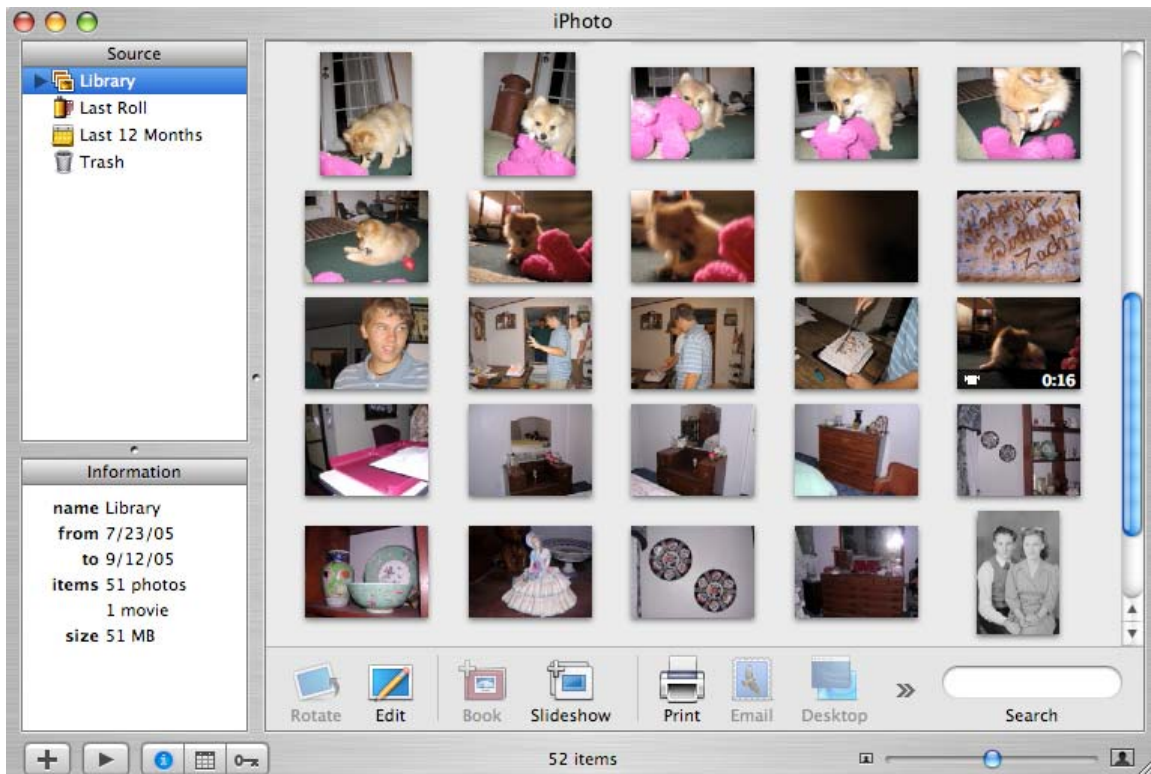 iPhoto
Source
Library
Last Roll
Last 12 Months
Trash
Happy
Birthday
Zach
0:16
Information
name Library
from 7/23/05
to 9/12/05
items 51 photos
1 movie
size 51 MB
Rotate
Edit
Book
Slideshow
Print
Email
Desktop
Search
52 items